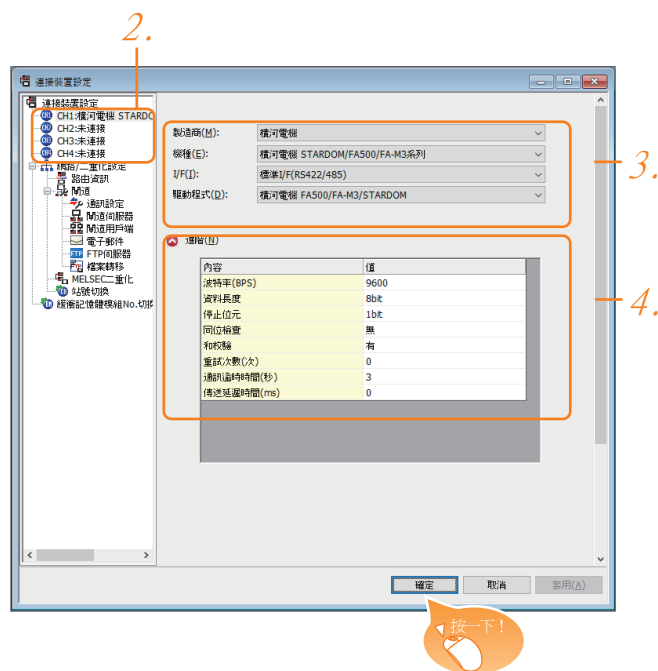 2.
連接裝置設定
連接裝置設定
CH1:橫河電機 STARDO
CH2:未連接
CH3:未連接
CH4:未連接
網路/二重化設定
路由資訊
閘道
通訊設定
閘道伺服器
閘道用戶端
電子郵件
FTP伺服器
檔案轉移
MELSEC二重化
站號切換
緩衝記憶體模組No.切換
製造商(M): 橫河電機
機種(E): 橫河電機 STARDOM/FA500/FA-M3系列
I/F(I): 標準I/F(RS422/485)
驅動程式(D): 橫河電機 FA500/FA-M3/STARDOM
3.
進階(N)
內容 值
波特率(BPS) 9600
資料長度 8bit
停止位元 1bit
同位檢查 無
和校驗 有
重試次數(次) 0
通訊逾時時間(秒) 3
傳送延遲時間(ms) 0
4.
確定 取消 套用(A)
按一下!